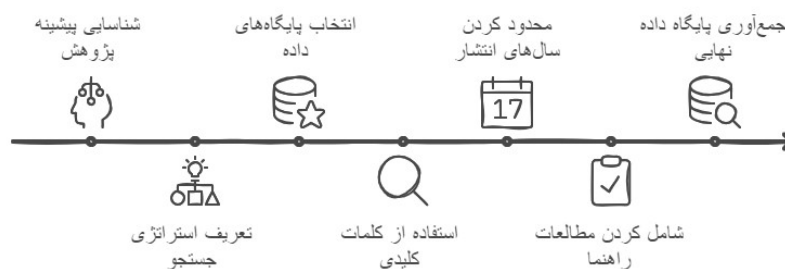 شناسایی پیشینه
پژوهش
تعریف استراتژی
جستجو
انتخاب پایگاه‌های
داده
استفاده از کلمات
کلیدی
محدود کردن
سال‌های انتشار
17
شامل کردن مطالعات
راهنما
جمع‌آوری پایگاه داده
نهایی